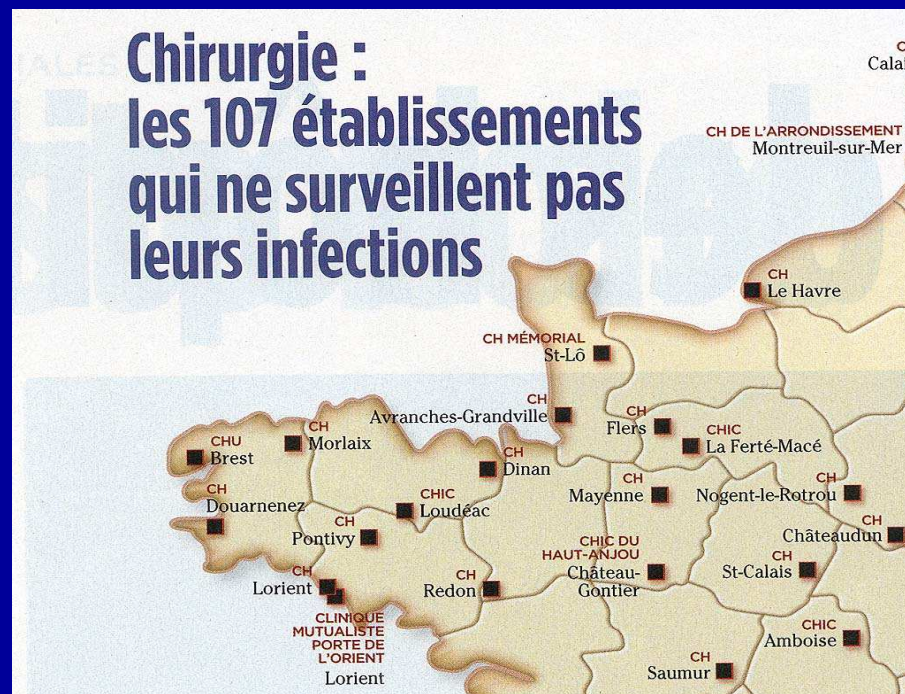 Chirurgie :
les 107 établissements
qui ne surveillent pas
leurs infections
C
Calai
CH DE L'ARRONDISSEMENT
Montreuil-sur-Mer
CH
Le Havre
CH MÉMORIAL
St-Lô
CH
Avranches-Grandville
CH
Flers
CHIC
La Ferté-Macé
CHU
Brest
CH
Morlaix
CH
Dinan
CH
Douarnenez
CHIC
Loudéac
CH
Mayenne
CH
Nogent-le-Rotrou
CH
Pontivy
CH
Châteaudun
CHIC DU
HAUT-ANJOU
Château-
Gontier
CH
St-Calais
CH
Lorient
CH
Redon
CLINIQUE
MUTUALISTE
PORTE DE
L'ORIENT
Lorient
CHIC
Amboise
CH
Saumur